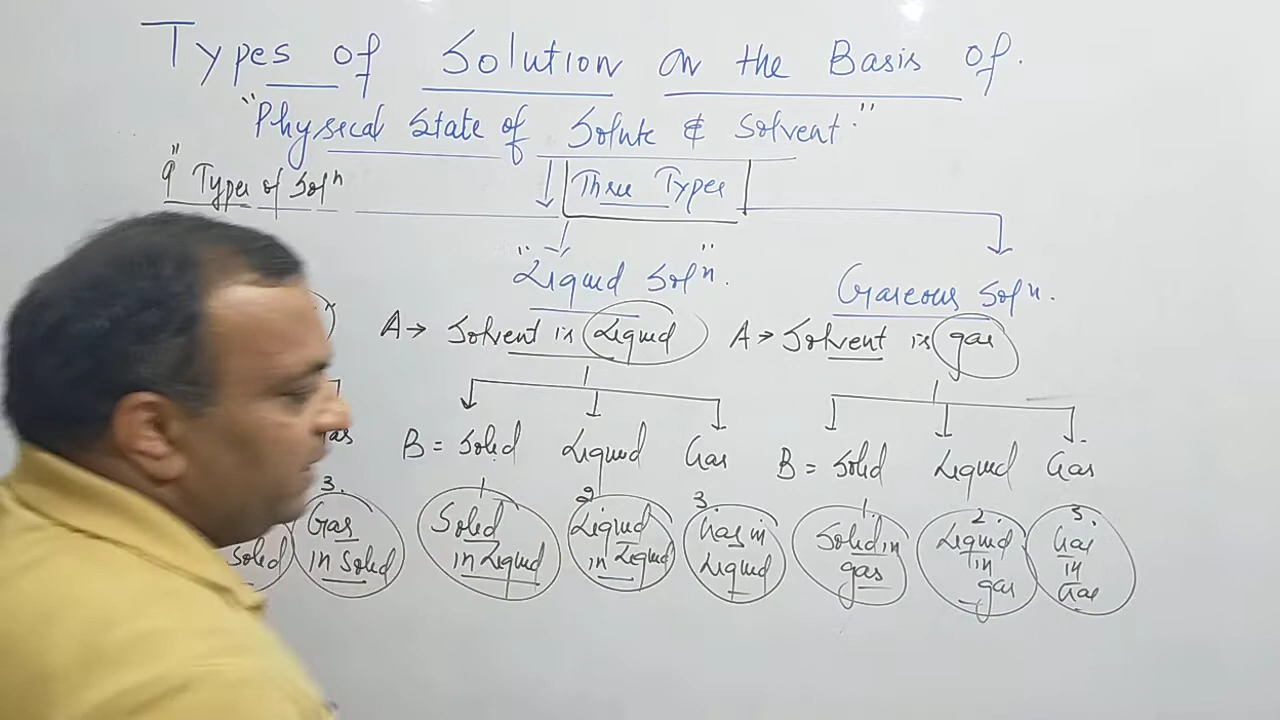 Types of Solution on the Basis of.
"Physical State of Solute & Solvent."
"9 Types of Solⁿ
Three Types
"Liquid Solⁿ".
Gaseous Solⁿ.
A → Solvent is Liquid
A → Solvent is gas
B = Solid Liquid Gas
B = Solid Liquid Gas
3.
Gas
in Solid
solid
Solid
in Liquid
2
Liquid
in Liquid
3.
Gas in
Liquid
1.
Solid in
gas
2.
Liquid
in
gas
3.
Gas
in
Gas